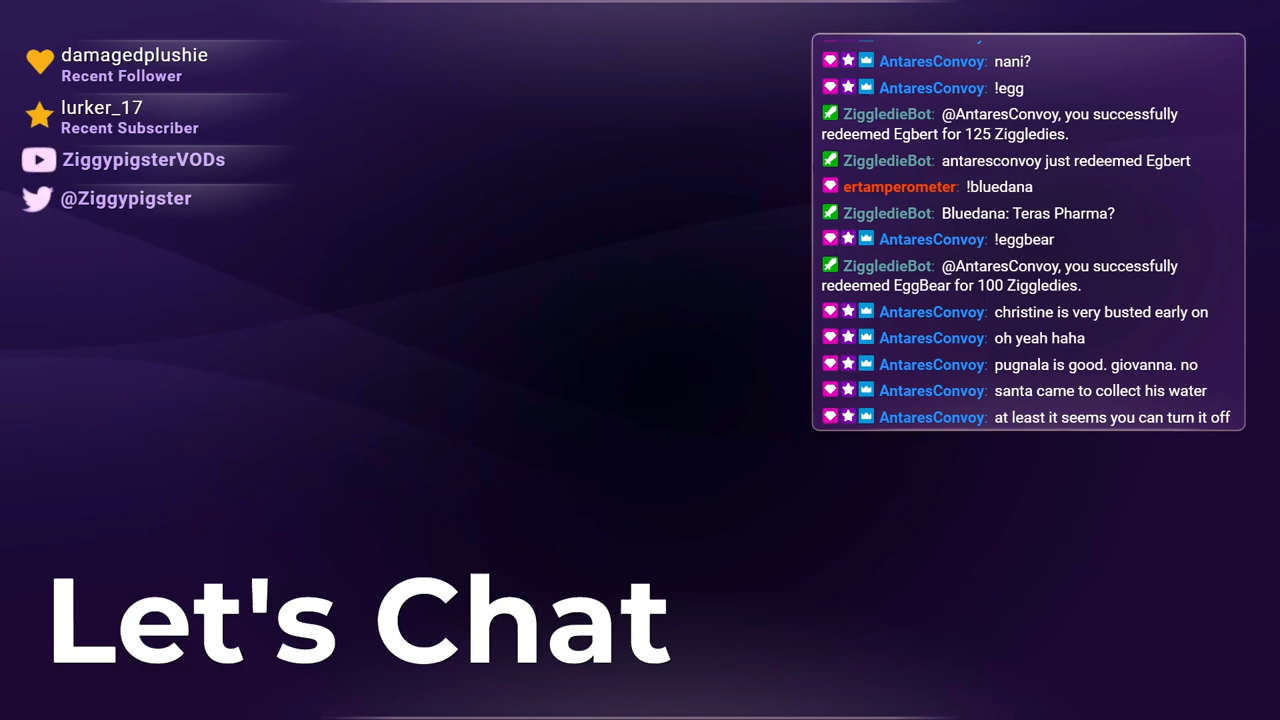 damagedplushie
Recent Follower
lurker_17
Recent Subscriber
ZiggypigsterVODs
@Ziggypigster
AntaresConvoy: nani?
AntaresConvoy: !egg
ZiggledieBot: @AntaresConvoy, you successfully
redeemed Egbert for 125 Ziggledies.
ZiggledieBot: antaresconvoy just redeemed Egbert
ertamperometer: !bluedana
ZiggledieBot: Bluedana: Teras Pharma?
AntaresConvoy: !eggbear
ZiggledieBot: @AntaresConvoy, you successfully
redeemed EggBear for 100 Ziggledies.
AntaresConvoy: christine is very busted early on
AntaresConvoy: oh yeah haha
AntaresConvoy: pugnala is good. giovanna. no
AntaresConvoy: santa came to collect his water
AntaresConvoy: at least it seems you can turn it off
Let's Chat